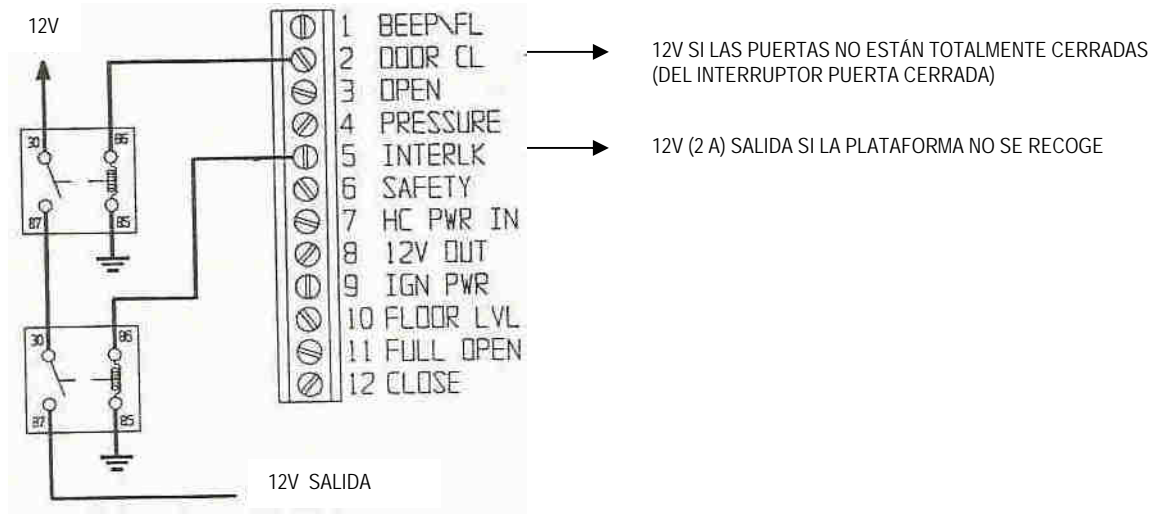 12V
1 BEEP\FL
2 DOOR CL
3 OPEN
4 PRESSURE
5 INTERLK
6 SAFETY
7 HC PWR IN
8 12V OUT
9 IGN PWR
10 FLOOR LVL
11 FULL OPEN
12 CLOSE
12V SI LAS PUERTAS NO ESTÁN TOTALMENTE CERRADAS
(DEL INTERRUPTOR PUERTA CERRADA)
12V (2 A) SALIDA SI LA PLATAFORMA NO SE RECOGE
30 86
87 85
30 86
87 85
12V SALIDA